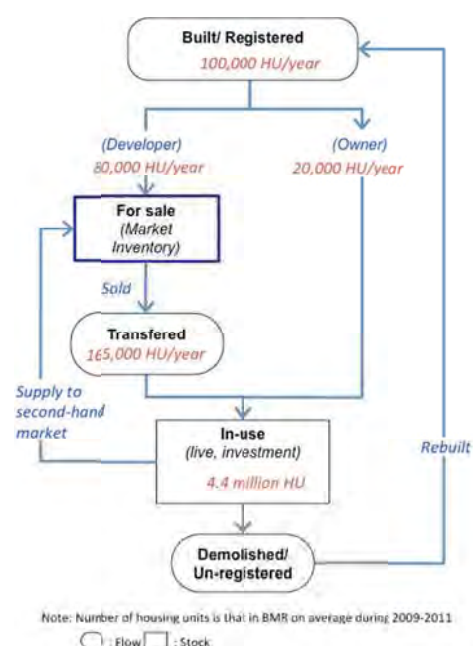 Built/ Registered
100,000 HU/year
(Developer)
80,000 HU/year
(Owner)
20,000 HU/year
For sale
(Market
Inventory)
Sold
Transfered
165,000 HU/year
Supply to
second-hand
market
In-use
(live, investment)
4.4 million HU
Rebuilt
Demolished/
Un-registered
Note: Number of housing units is that in BMR on average during 2009-2011
: Flow : Stock